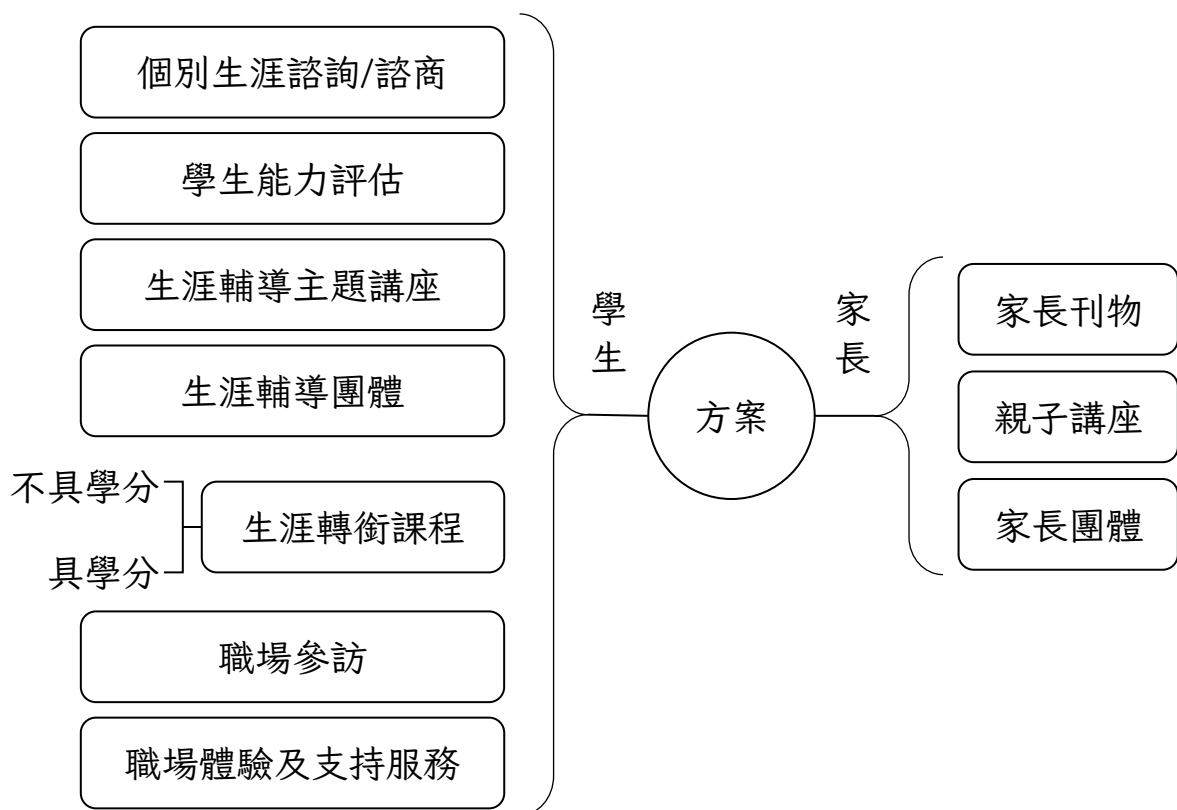 個別生涯諮詢/諮商
學生能力評估
生涯輔導主題講座
生涯輔導團體
不具學分
具學分
生涯轉銜課程
職場參訪
職場體驗及支持服務
學生
方案
家長
家長刊物
親子講座
家長團體